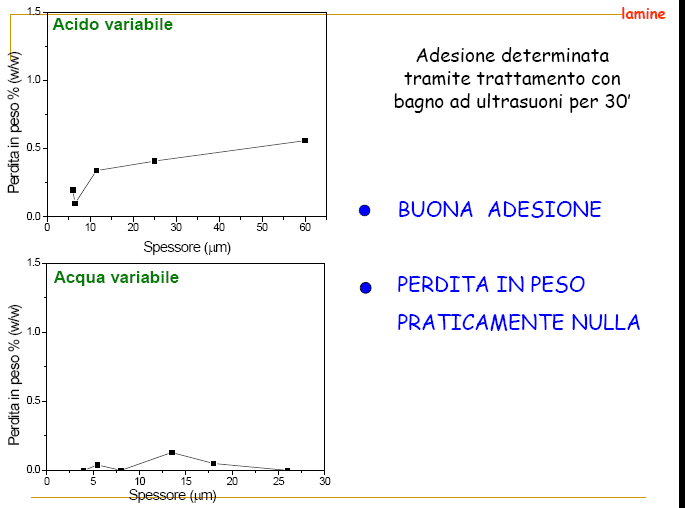 lamine
Acido variabile
1.5
1.0
0.5
0.0
Perdita in peso % (w/w)
0
10
20
30
40
50
60
Spessore (μm)
Adesione determinata
tramite trattamento con
bagno ad ultrasuoni per 30'
BUONA ADESIONE
PERDITA IN PESO
PRATICAMENTE NULLA
Acqua variabile
1.5
1.0
0.5
0.0
Perdita in peso % (w/w)
0
5
10
15
20
25
30
Spessore (μm)